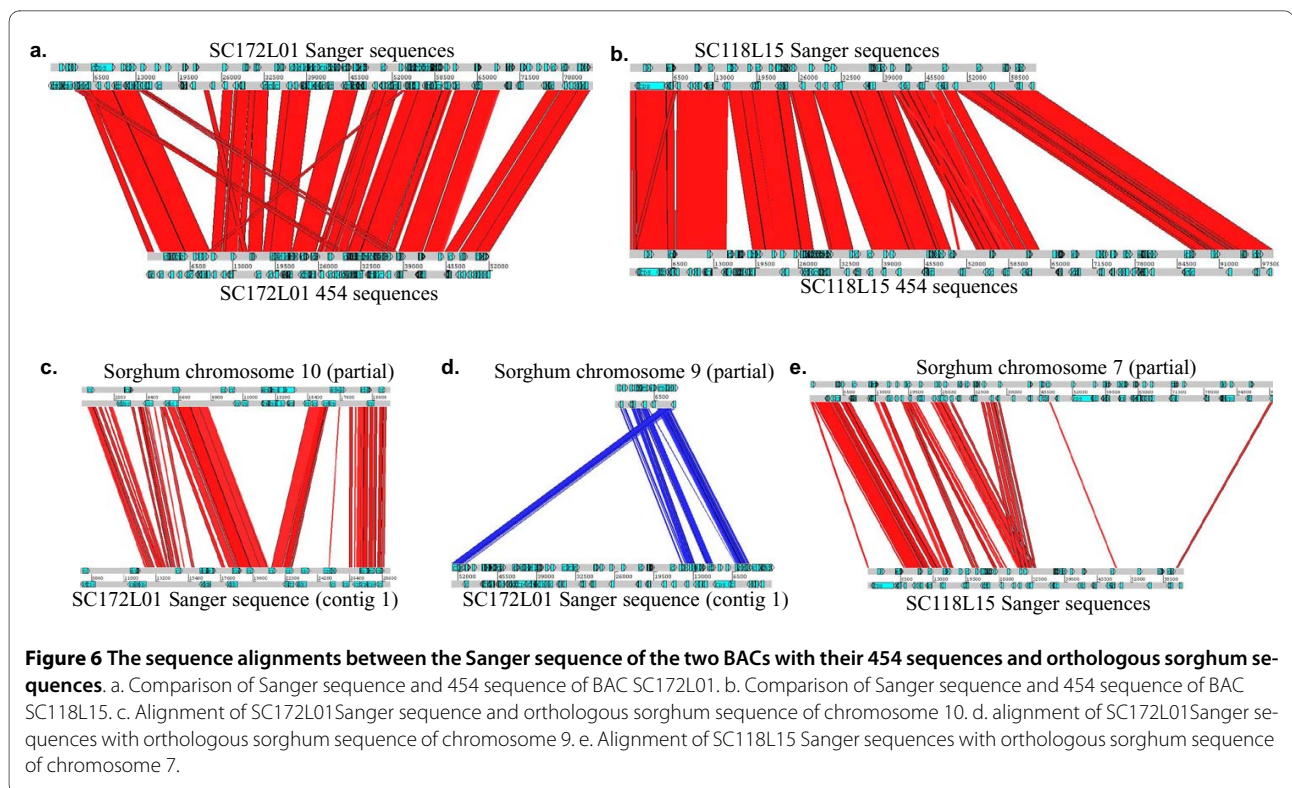 a.
SC172L01 Sanger sequences
6500 13000 19500 26000 32500 39000 45500 52000 58500 65000 71500 78000
6500 13000 19500 26000 32500 39000 45500 52000
SC172L01 454 sequences
b.
SC118L15 Sanger sequences
6500 13000 19500 26000 32500 39000 45500 52000 58500
6500 13000 19500 26000 32500 39000 45500 52000 58500 65000 71500 78000 84500 91000 97500
SC118L15 454 sequences
c.
Sorghum chromosome 10 (partial)
SC172L01 Sanger sequence (contig 1)
d.
Sorghum chromosome 9 (partial)
6500
52000 45500 39000 32500 26000 19500 13000 6500
SC172L01 Sanger sequence (contig 1)
e.
Sorghum chromosome 7 (partial)
SC118L15 Sanger sequences
Figure 6 The sequence alignments between the Sanger sequence of the two BACs with their 454 sequences and orthologous sorghum se-
quences. a. Comparison of Sanger sequence and 454 sequence of BAC SC172L01. b. Comparison of Sanger sequence and 454 sequence of BAC
SC118L15. c. Alignment of SC172L01Sanger sequence and orthologous sorghum sequence of chromosome 10. d. alignment of SC172L01Sanger se-
quences with orthologous sorghum sequence of chromosome 9. e. Alignment of SC118L15 Sanger sequences with orthologous sorghum sequence
of chromosome 7.